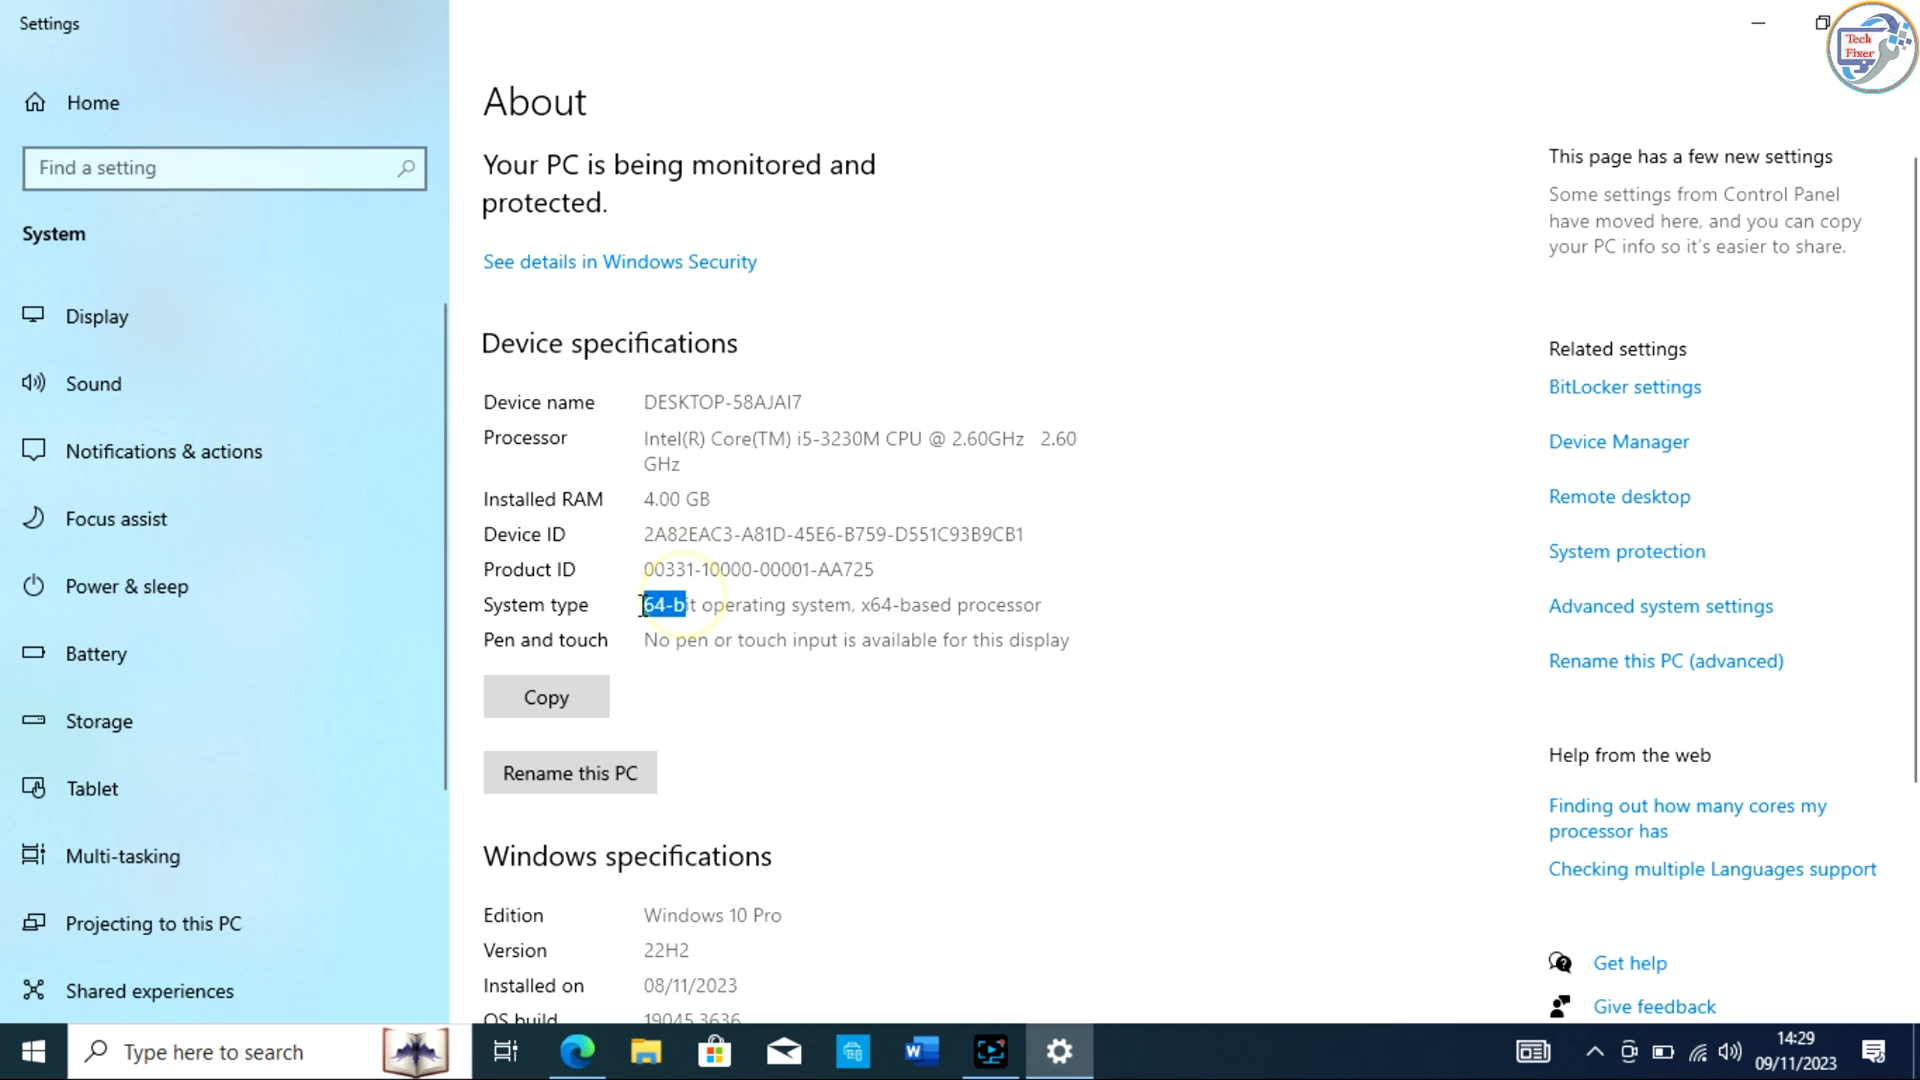 Settings
Tech
Fixer
Home
Find a setting
System
Display
Sound
Notifications & actions
Focus assist
Power & sleep
Battery
Storage
Tablet
Multi-tasking
Projecting to this PC
Shared experiences
About
Your PC is being monitored and
protected.
See details in Windows Security
Device specifications
Device name DESKTOP-58AJAI7
Processor Intel(R) Core(TM) i5-3230M CPU @ 2.60GHz 2.60
GHz
Installed RAM 4.00 GB
Device ID 2A82EAC3-A81D-45E6-B759-D551C93B9CB1
Product ID 00331-10000-00001-AA725
System type 64-bit operating system, x64-based processor
Pen and touch No pen or touch input is available for this display
Copy
Rename this PC
Windows specifications
Edition Windows 10 Pro
Version 22H2
Installed on 08/11/2023
OS build 19045.3636
This page has a few new settings
Some settings from Control Panel
have moved here, and you can copy
your PC info so it's easier to share.
Related settings
BitLocker settings
Device Manager
Remote desktop
System protection
Advanced system settings
Rename this PC (advanced)
Help from the web
Finding out how many cores my
processor has
Checking multiple Languages support
Get help
Give feedback
Type here to search
14:29
09/11/2023